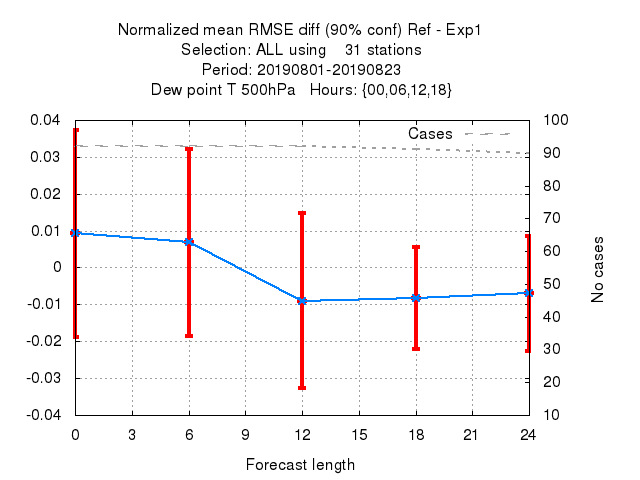 Normalized mean RMSE diff (90% conf) Ref - Exp1
Selection: ALL using    31 stations
Period: 20190801-20190823
Dew point T 500hPa   Hours: {00,06,12,18}
Cases
0.04
0.03
0.02
0.01
0
-0.01
-0.02
-0.03
-0.04
100
90
80
70
60
50
40
30
20
10
No cases
0 3 6 9 12 15 18 21 24
Forecast length